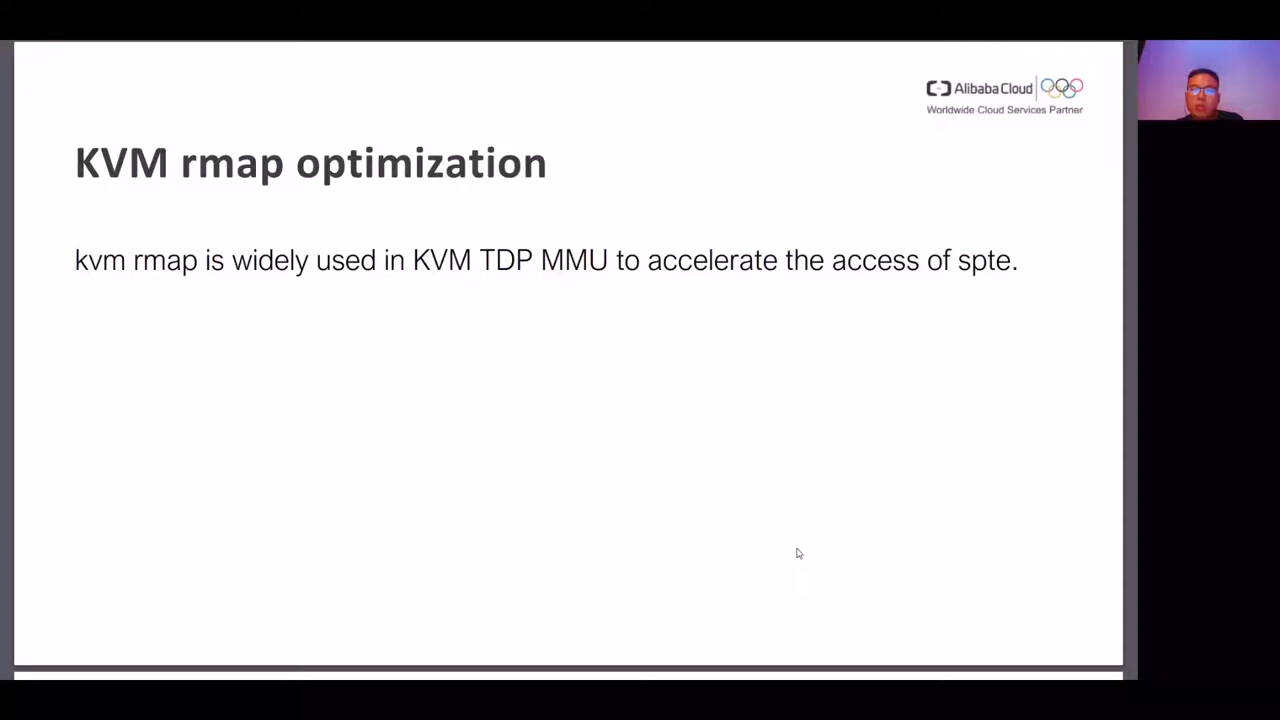 Alibaba Cloud
Worldwide Cloud Services Partner
KVM rmap optimization
kvm rmap is widely used in KVM TDP MMU to accelerate the access of spte.